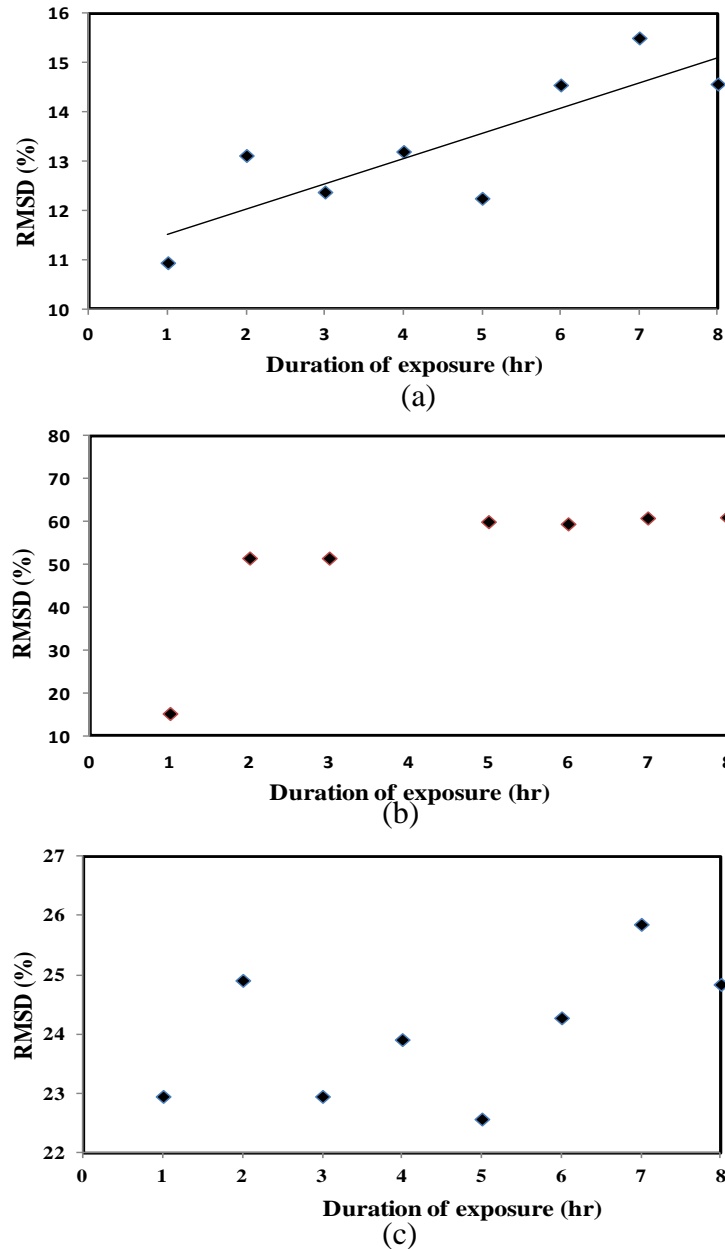 16
15
14
13
12
11
10
RMSD (%)
0 1 2 3 4 5 6 7 8
Duration of exposure (hr)
(a)
80
70
60
50
40
30
20
10
RMSD (%)
0 1 2 3 4 5 6 7 8
Duration of exposure (hr)
(b)
27
26
25
24
23
22
RMSD (%)
0 1 2 3 4 5 6 7 8
Duration of exposure (hr)
(c)